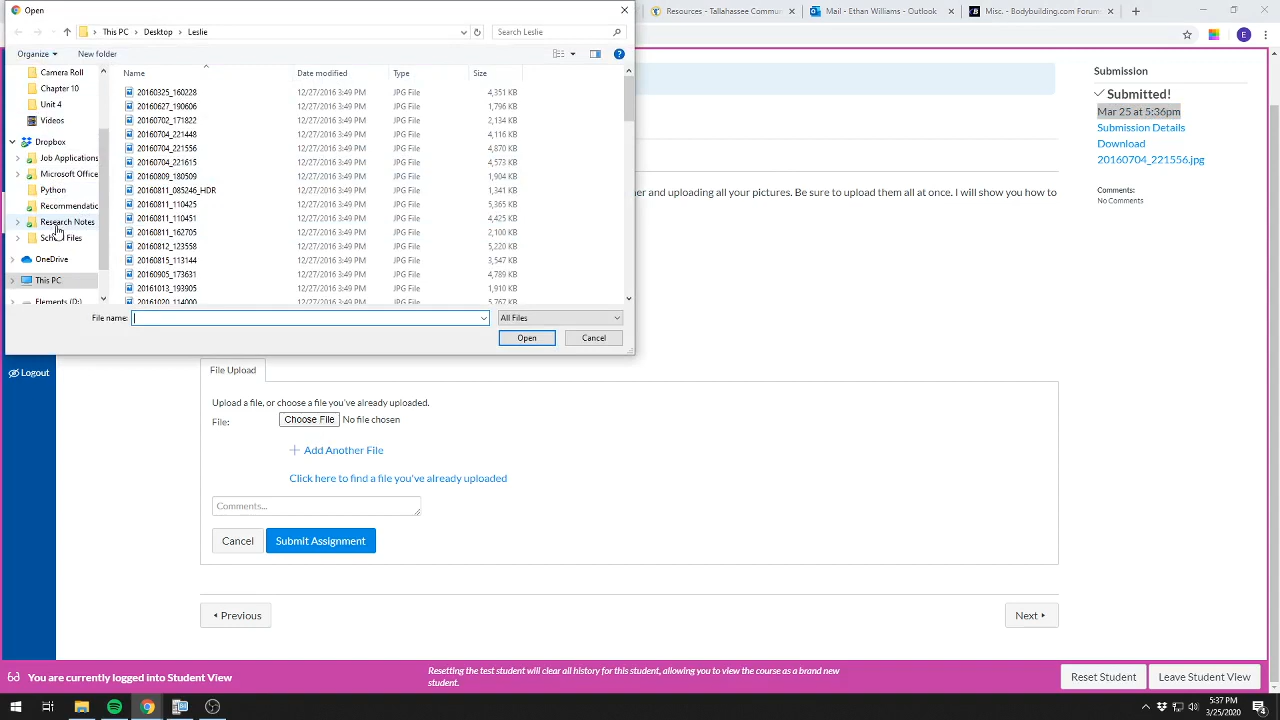 Open
Resources - Tallahassee Commun
Mail - Ethan Williams - Outlook
Misc. - Bodybuilding.com Forum
This PC
Desktop
Leslie
Search Leslie
E
Organize
New folder
?
Name
Date modified
Type
Size
Camera Roll
Chapter 10
Unit 4
Videos
Dropbox
Job Applications
Microsoft Office
Python
Recommendatic
Research Notes
OneDrive
This PC
Elements (D:)
20160325_160228 12/27/2016 3:49 PM JPG File 4,351 KB
20160627_190606 12/27/2016 3:49 PM JPG File 1,796 KB
20160702_171822 12/27/2016 3:49 PM JPG File 2,134 KB
20160704_221448 12/27/2016 3:49 PM JPG File 4,116 KB
20160704_221556 12/27/2016 3:49 PM JPG File 4,870 KB
20160704_221615 12/27/2016 3:49 PM JPG File 4,573 KB
20160809_180509 12/27/2016 3:49 PM JPG File 1,904 KB
20160811_085246_HDR 12/27/2016 3:49 PM JPG File 1,341 KB
20160811_110425 12/27/2016 3:49 PM JPG File 5,365 KB
20160811_110451 12/27/2016 3:49 PM JPG File 4,425 KB
20160811_162705 12/27/2016 3:49 PM JPG File 2,100 KB
20160812_123558 12/27/2016 3:49 PM JPG File 5,220 KB
20160815_113144 12/27/2016 3:49 PM JPG File 3,547 KB
20160905_173631 12/27/2016 3:49 PM JPG File 4,789 KB
20161013_193905 12/27/2016 3:49 PM JPG File 1,910 KB
20161020_114000 12/27/2016 3:49 PM JPG File 5,767 KB
File name:
All Files
Open
Cancel
Submission
Submitted!
Mar 25 at 5:36pm
Submission Details
Download
20160704_221556.jpg
Comments:
No Comments
her and uploading all your pictures. Be sure to upload them all at once. I will show you how to
Logout
File Upload
Upload a file, or choose a file you've already uploaded.
File:
Choose File No file chosen
Add Another File
Click here to find a file you've already uploaded
Comments...
Cancel
Submit Assignment
Previous
Next
You are currently logged into Student View
Resetting the test student will clear all history for this student, allowing you to view the course as a brand new
student.
Reset Student
Leave Student View
5:37 PM
3/25/2020